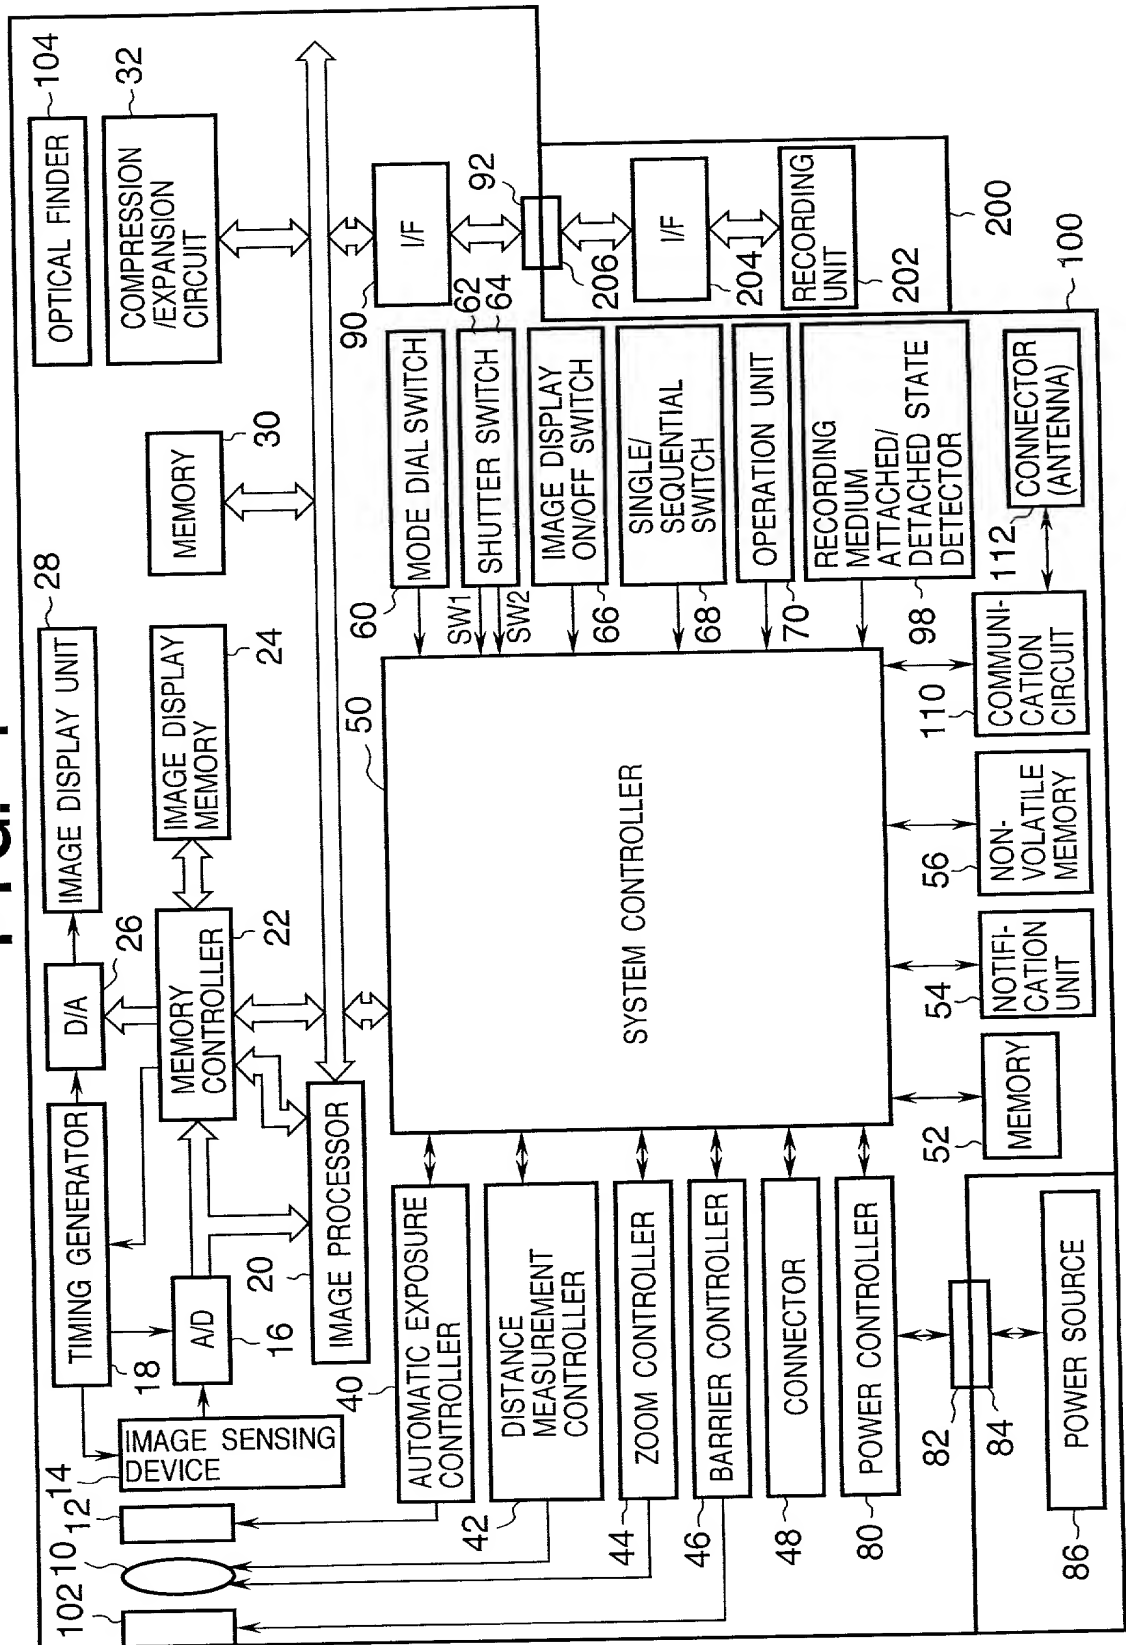 FIG. 1
102
10
12
14
IMAGE SENSING
DEVICE
18
TIMING GENERATOR
A/D
16
20
IMAGE PROCESSOR
D/A
26
MEMORY
CONTROLLER
22
IMAGE DISPLAY UNIT
28
IMAGE DISPLAY
MEMORY
24
MEMORY
30
OPTICAL FINDER
104
COMPRESSION
/EXPANSION
CIRCUIT
32
40
AUTOMATIC EXPOSURE
CONTROLLER
42
DISTANCE
MEASUREMENT
CONTROLLER
44
ZOOM CONTROLLER
46
BARRIER CONTROLLER
48
CONNECTOR
80
POWER CONTROLLER
82
84
86
POWER SOURCE
50
SYSTEM CONTROLLER
60
MODE DIAL SWITCH
SW1
SW2
SHUTTER SWITCH
62
64
66
IMAGE DISPLAY
ON/OFF SWITCH
68
SINGLE/
SEQUENTIAL
SWITCH
70
OPERATION UNIT
98
RECORDING
MEDIUM
ATTACHED/
DETACHED STATE
DETECTOR
90
I/F
92
206
I/F
204
RECORDING
UNIT
202
200
100
52
MEMORY
54
NOTIFI-
CATION
UNIT
56
NON-
VOLATILE
MEMORY
110
COMMUNI-
CATION
CIRCUIT
112
CONNECTOR
(ANTENNA)